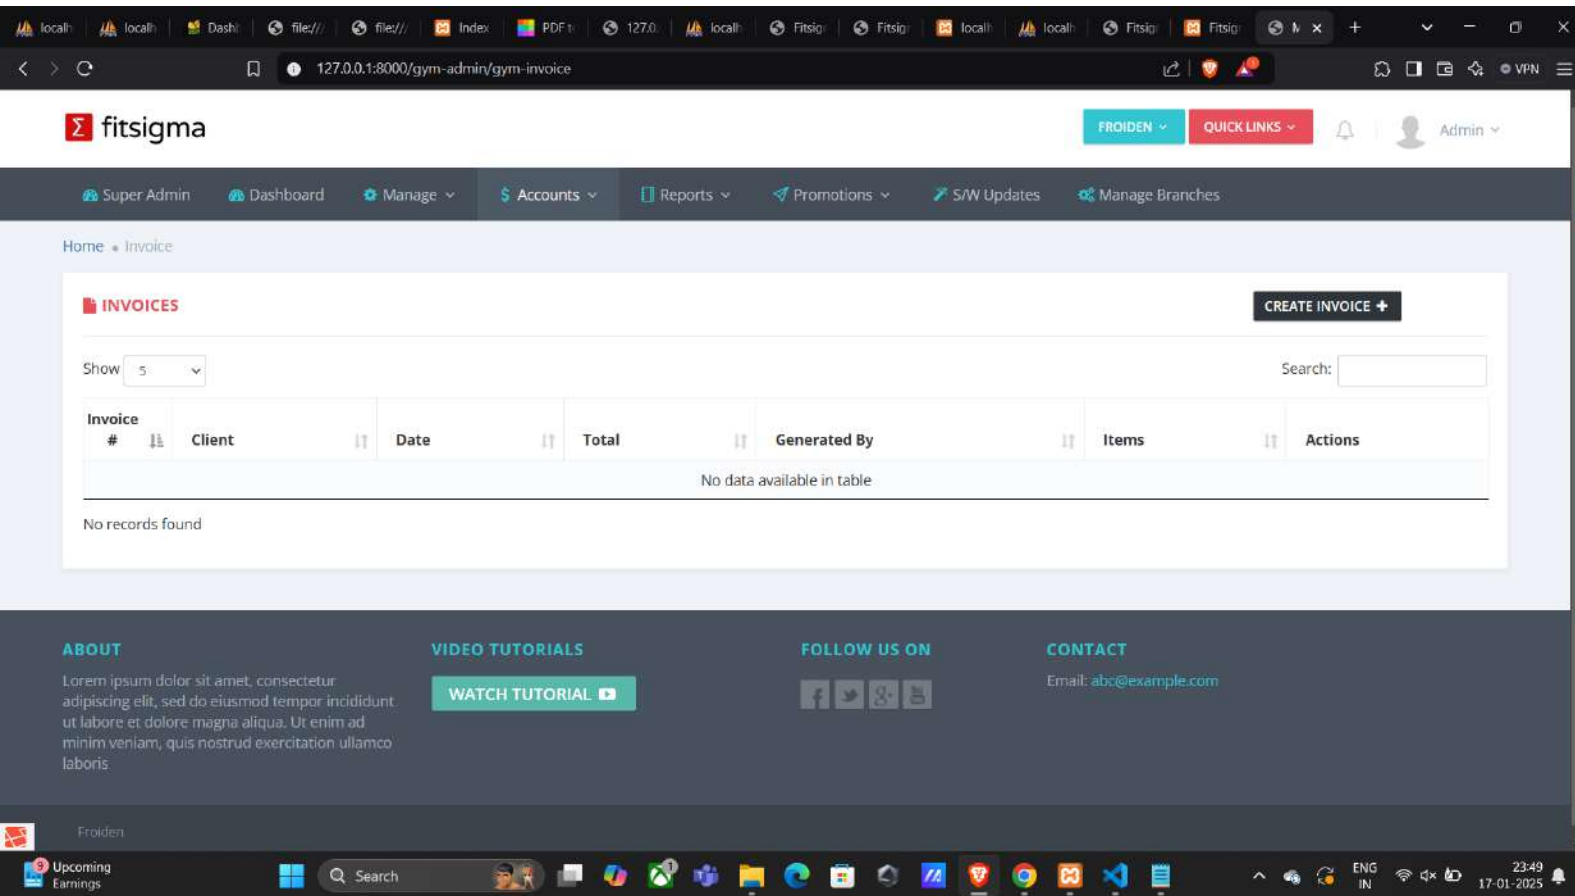 localh
localh
Dashb
file:///
file:///
Index
PDF t
127.0.
localh
Fitsig
Fitsig
localh
localh
Fitsig
Fitsig
127.0.0.1:8000/gym-admin/gym-invoice
VPN
Σ fitsigma
FROIDEN
QUICK LINKS
Admin
Super Admin
Dashboard
Manage
$ Accounts
Reports
Promotions
S/W Updates
Manage Branches
Home • Invoice
INVOICES
CREATE INVOICE +
Show 5
Search:
Invoice #
Client
Date
Total
Generated By
Items
Actions
No data available in table
No records found
ABOUT
Lorem ipsum dolor sit amet, consectetur
adipiscing elit, sed do eiusmod tempor incididunt
ut labore et dolore magna aliqua. Ut enim ad
minim veniam, quis nostrud exercitation ullamco
laboris
VIDEO TUTORIALS
WATCH TUTORIAL
FOLLOW US ON
CONTACT
Email: abc@example.com
Froiden
9
Upcoming
Earnings
Search
ENG
IN
23:49
17-01-2025